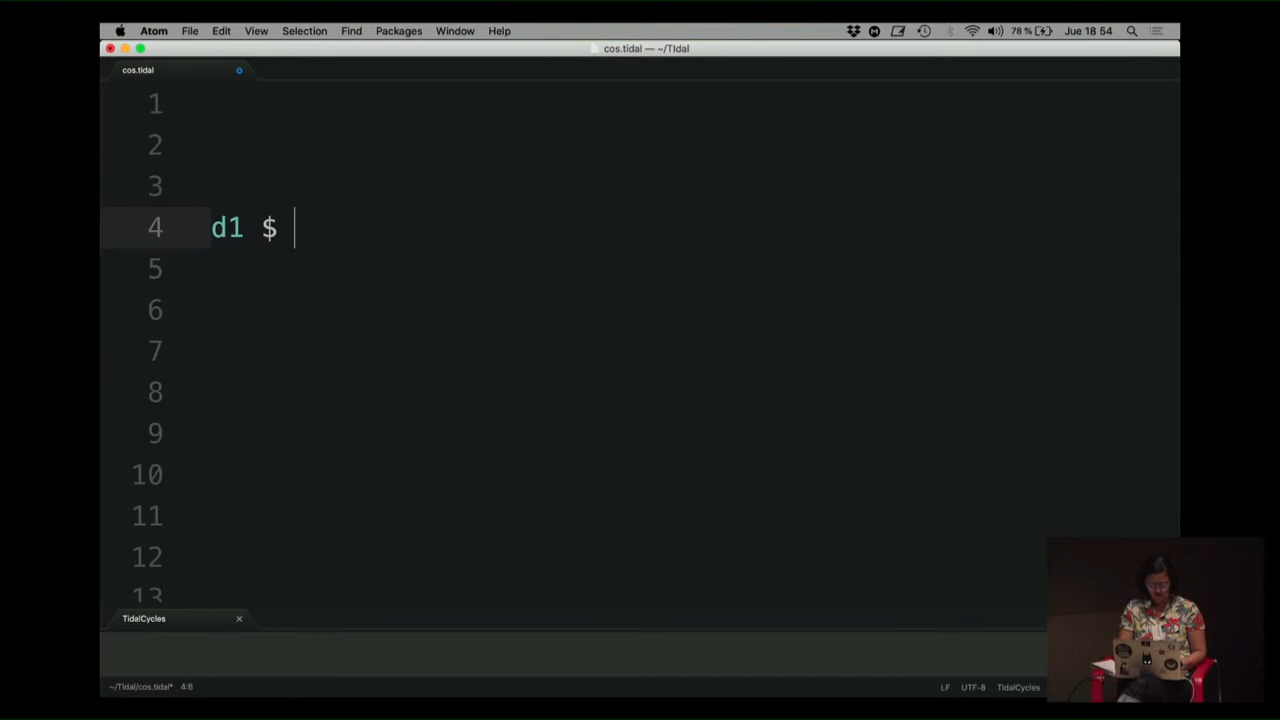 Atom File Edit View Selection Find Packages Window Help 78 % Jue 18 54
cos.tidal — ~/TIdal
cos.tidal
1
2
3
4 d1 $
5
6
7
8
9
10
11
12
13
TidalCycles
~/TIdal/cos.tidal* 4:6 LF UTF-8 TidalCycles